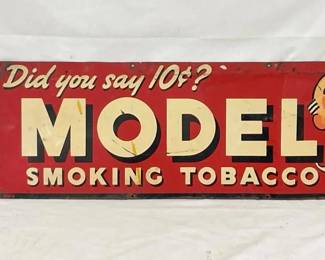 Did you say 10¢?
MODEL
SMOKING TOBACCO